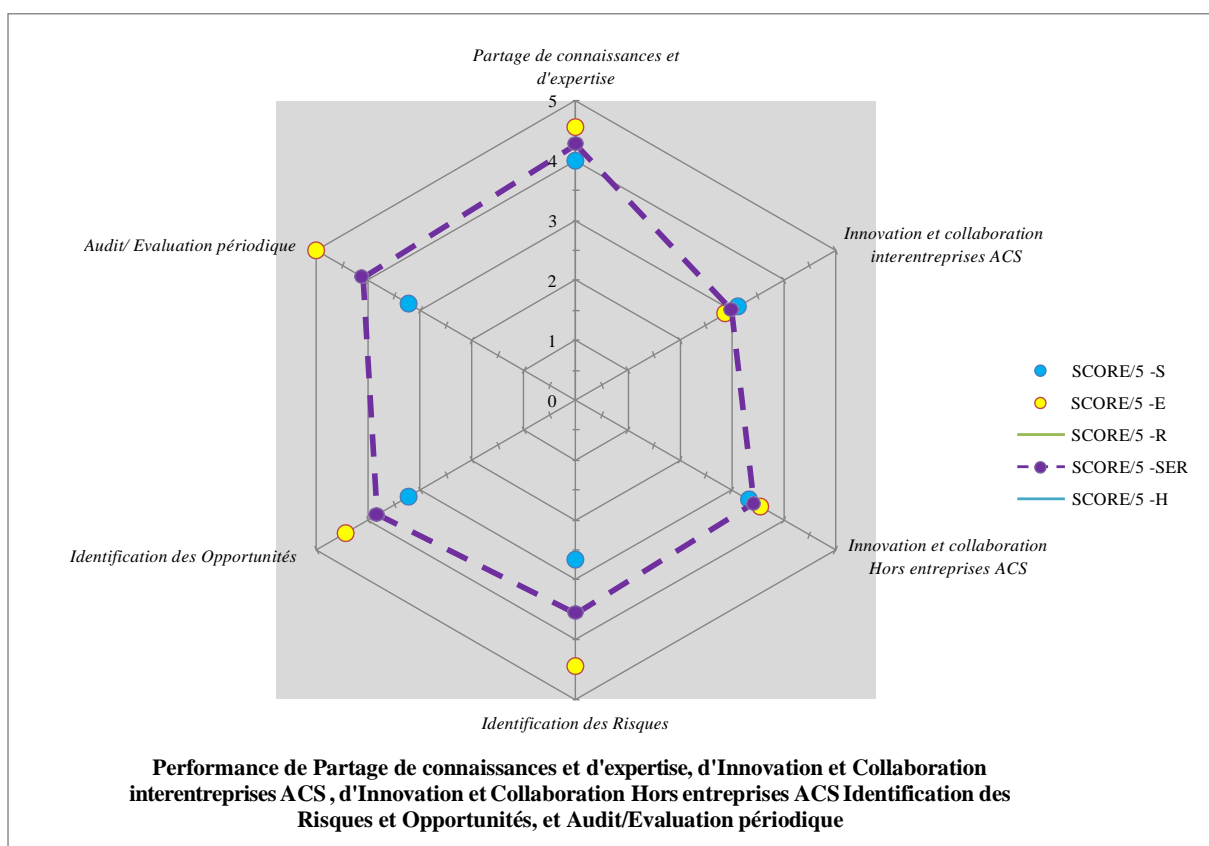 Partage de connaissances et
d'expertise
5
4
3
2
1
0
Innovation et collaboration
interentreprises ACS
Innovation et collaboration
Hors entreprises ACS
Identification des Risques
Identification des Opportunités
Audit/ Evaluation périodique
SCORE/5 -S
SCORE/5 -E
SCORE/5 -R
SCORE/5 -SER
SCORE/5 -H
Performance de Partage de connaissances et d'expertise, d'Innovation et Collaboration
interentreprises ACS , d'Innovation et Collaboration Hors entreprises ACS Identification des
Risques et Opportunités, et Audit/Evaluation périodique